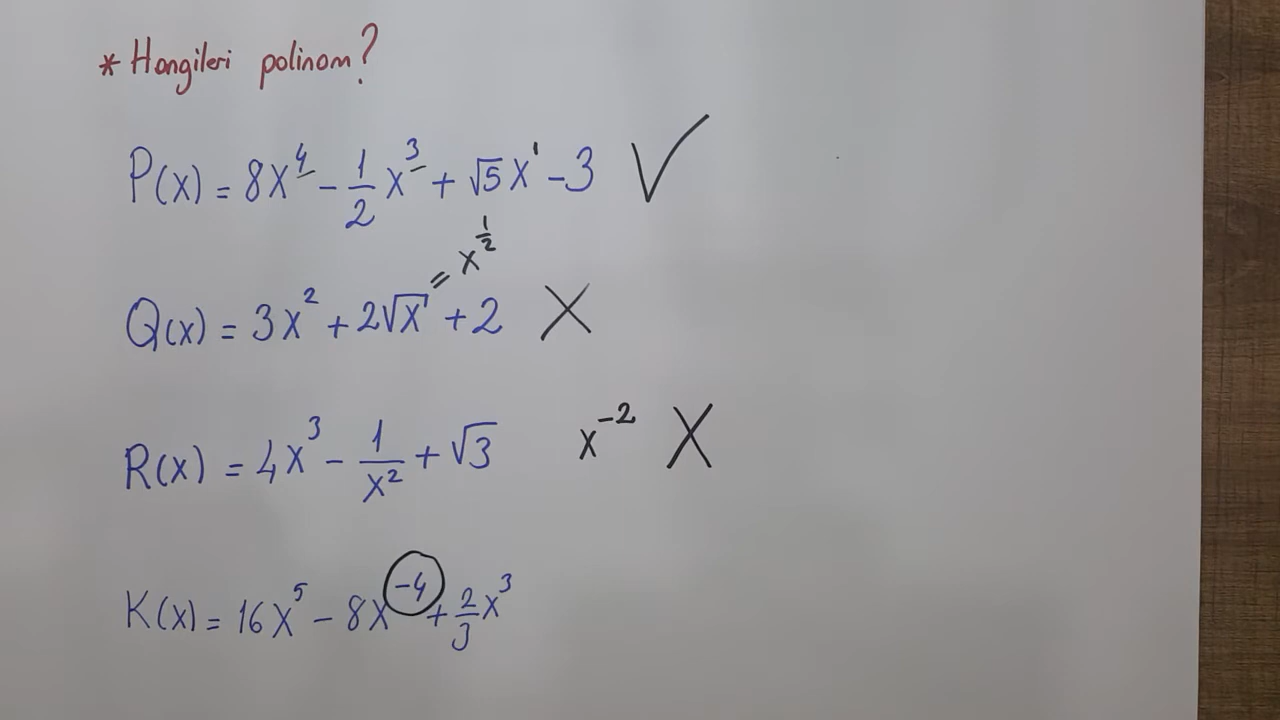 * Hangileri polinom?
P(x) = 8x⁴ - 1/2 x³ + √5 x¹ - 3 ✓
= x^(1/2)
Q(x) = 3x² + 2√x + 2 X
R(x) = 4x³ - 1/x² + √3 x⁻² X
K(x) = 16x⁵ - 8x⁻⁴ + 2/3 x³